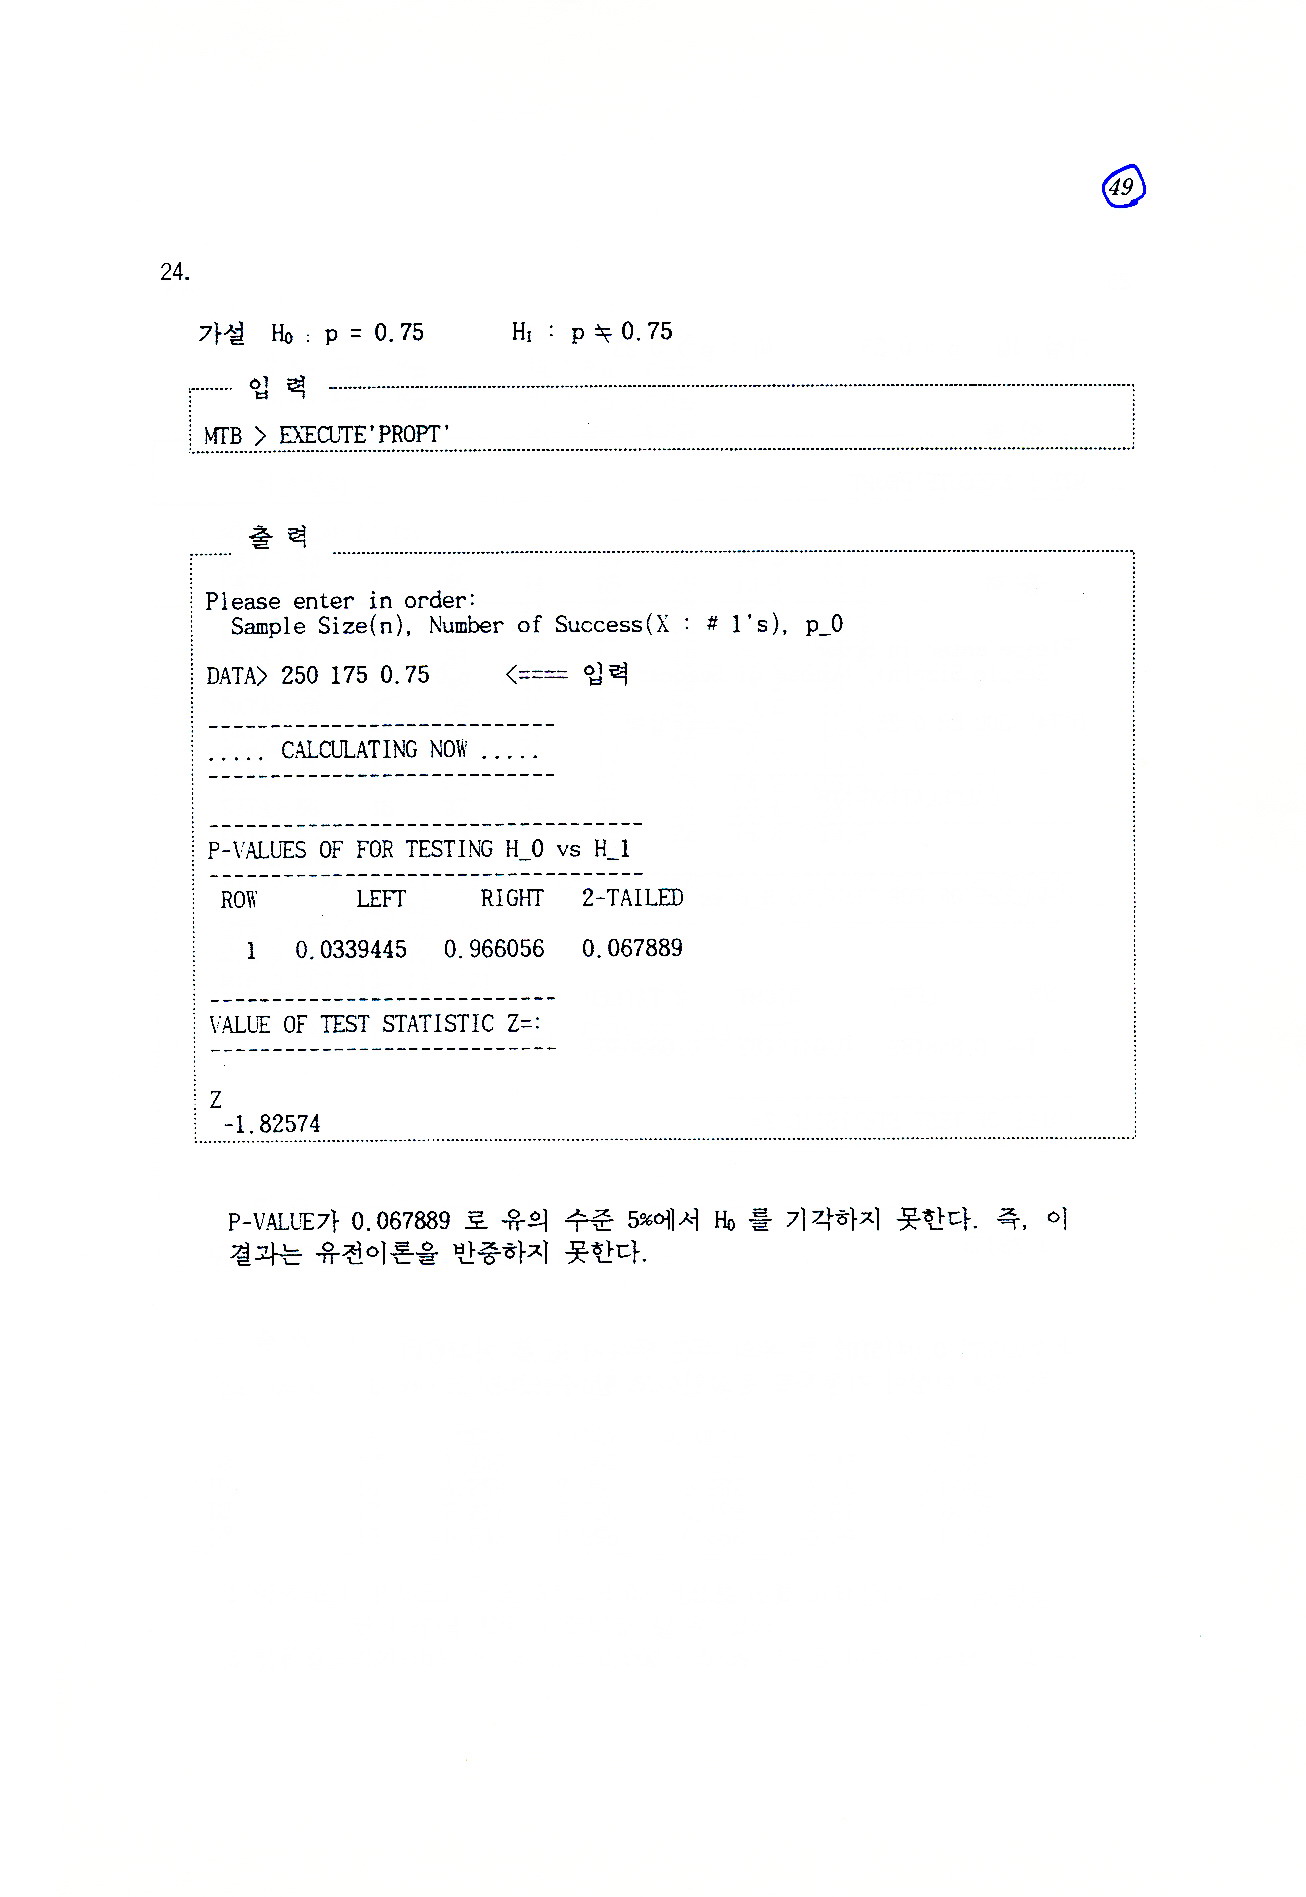 49
24.
가설 H₀ : p = 0.75 H₁ : p ≒ 0.75
입 력
MTB > EXECUTE'PROPT'
출 력
Please enter in order:
Sample Size(n), Number of Success(X : # 1's), p_0
DATA> 250 175 0.75 <==== 입력
---------------------------
..... CALCULATING NOW .....
---------------------------
-----------------------------------
P-VALUES OF FOR TESTING H_0 vs H_1
-----------------------------------
ROW LEFT RIGHT 2-TAILED
1 0.0339445 0.966056 0.067889
---------------------------
VALUE OF TEST STATISTIC Z=:
---------------------------
Z
-1.82574
P-VALUE가 0.067889 로 유의 수준 5%에서 H₀ 를 기각하지 못한다. 즉, 이
결과는 유전이론을 반증하지 못한다.